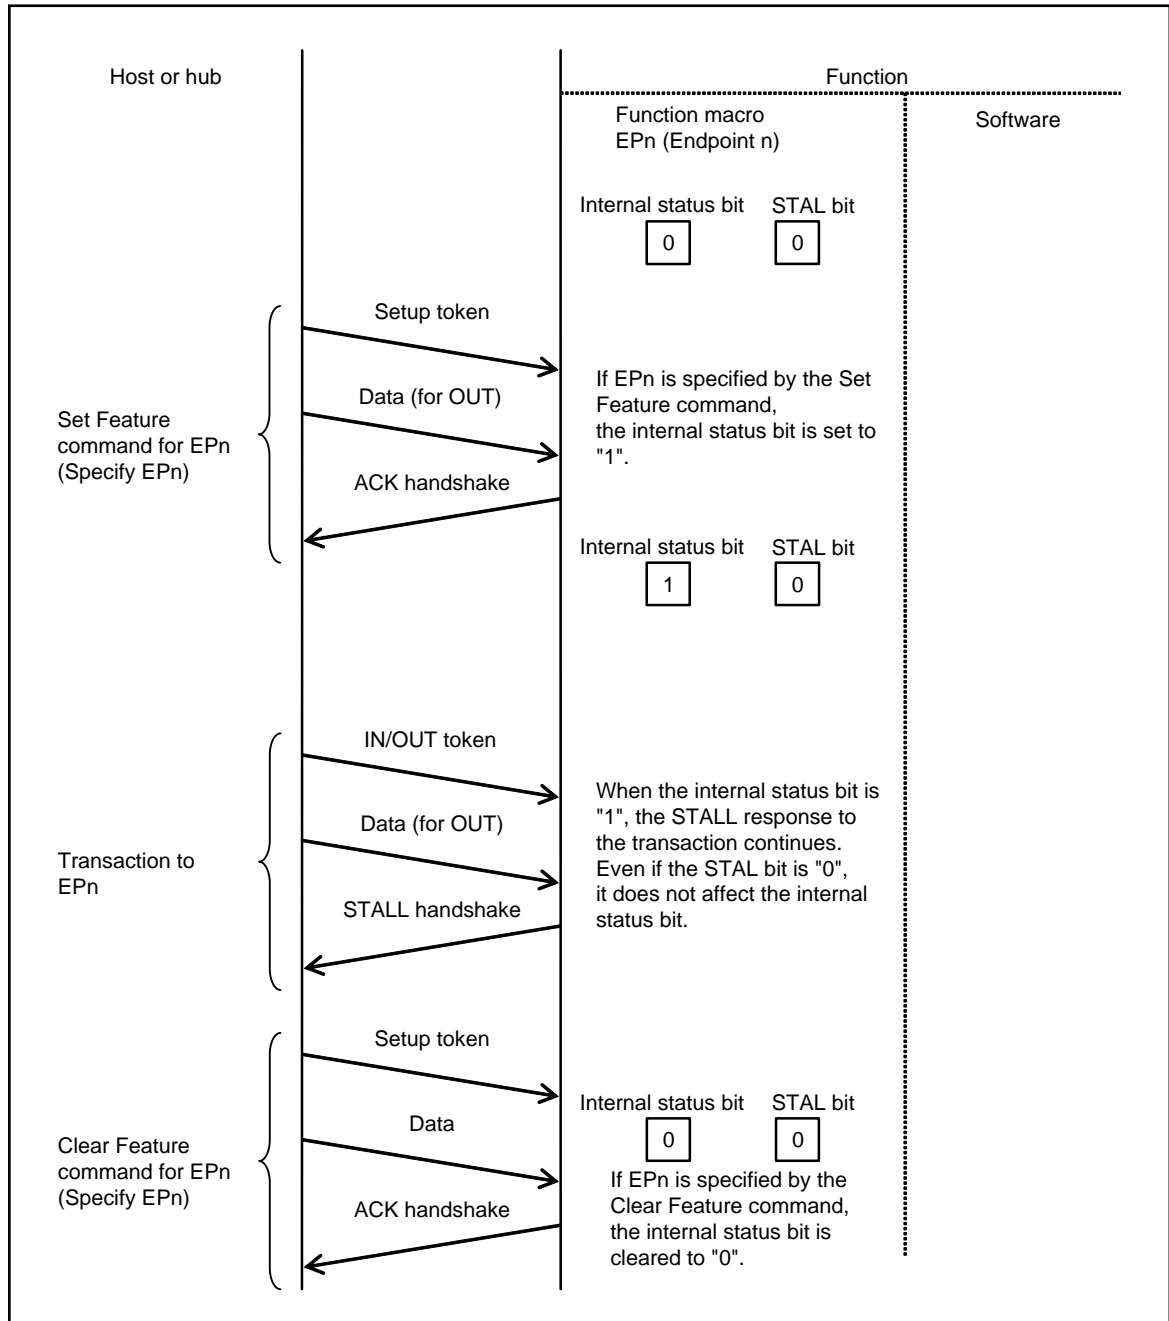 Host or hub
Function
Function macro
EPn (Endpoint n)
Software
Internal status bit
STAL bit
0
0
Setup token
Data (for OUT)
ACK handshake
Set Feature
command for EPn
(Specify EPn)
If EPn is specified by the Set
Feature command,
the internal status bit is set to
"1".
Internal status bit
STAL bit
1
0
IN/OUT token
Data (for OUT)
STALL handshake
Transaction to
EPn
When the internal status bit is
"1", the STALL response to
the transaction continues.
Even if the STAL bit is "0",
it does not affect the internal
status bit.
Setup token
Data
ACK handshake
Clear Feature
command for EPn
(Specify EPn)
Internal status bit
STAL bit
0
0
If EPn is specified by the
Clear Feature command,
the internal status bit is
cleared to "0".